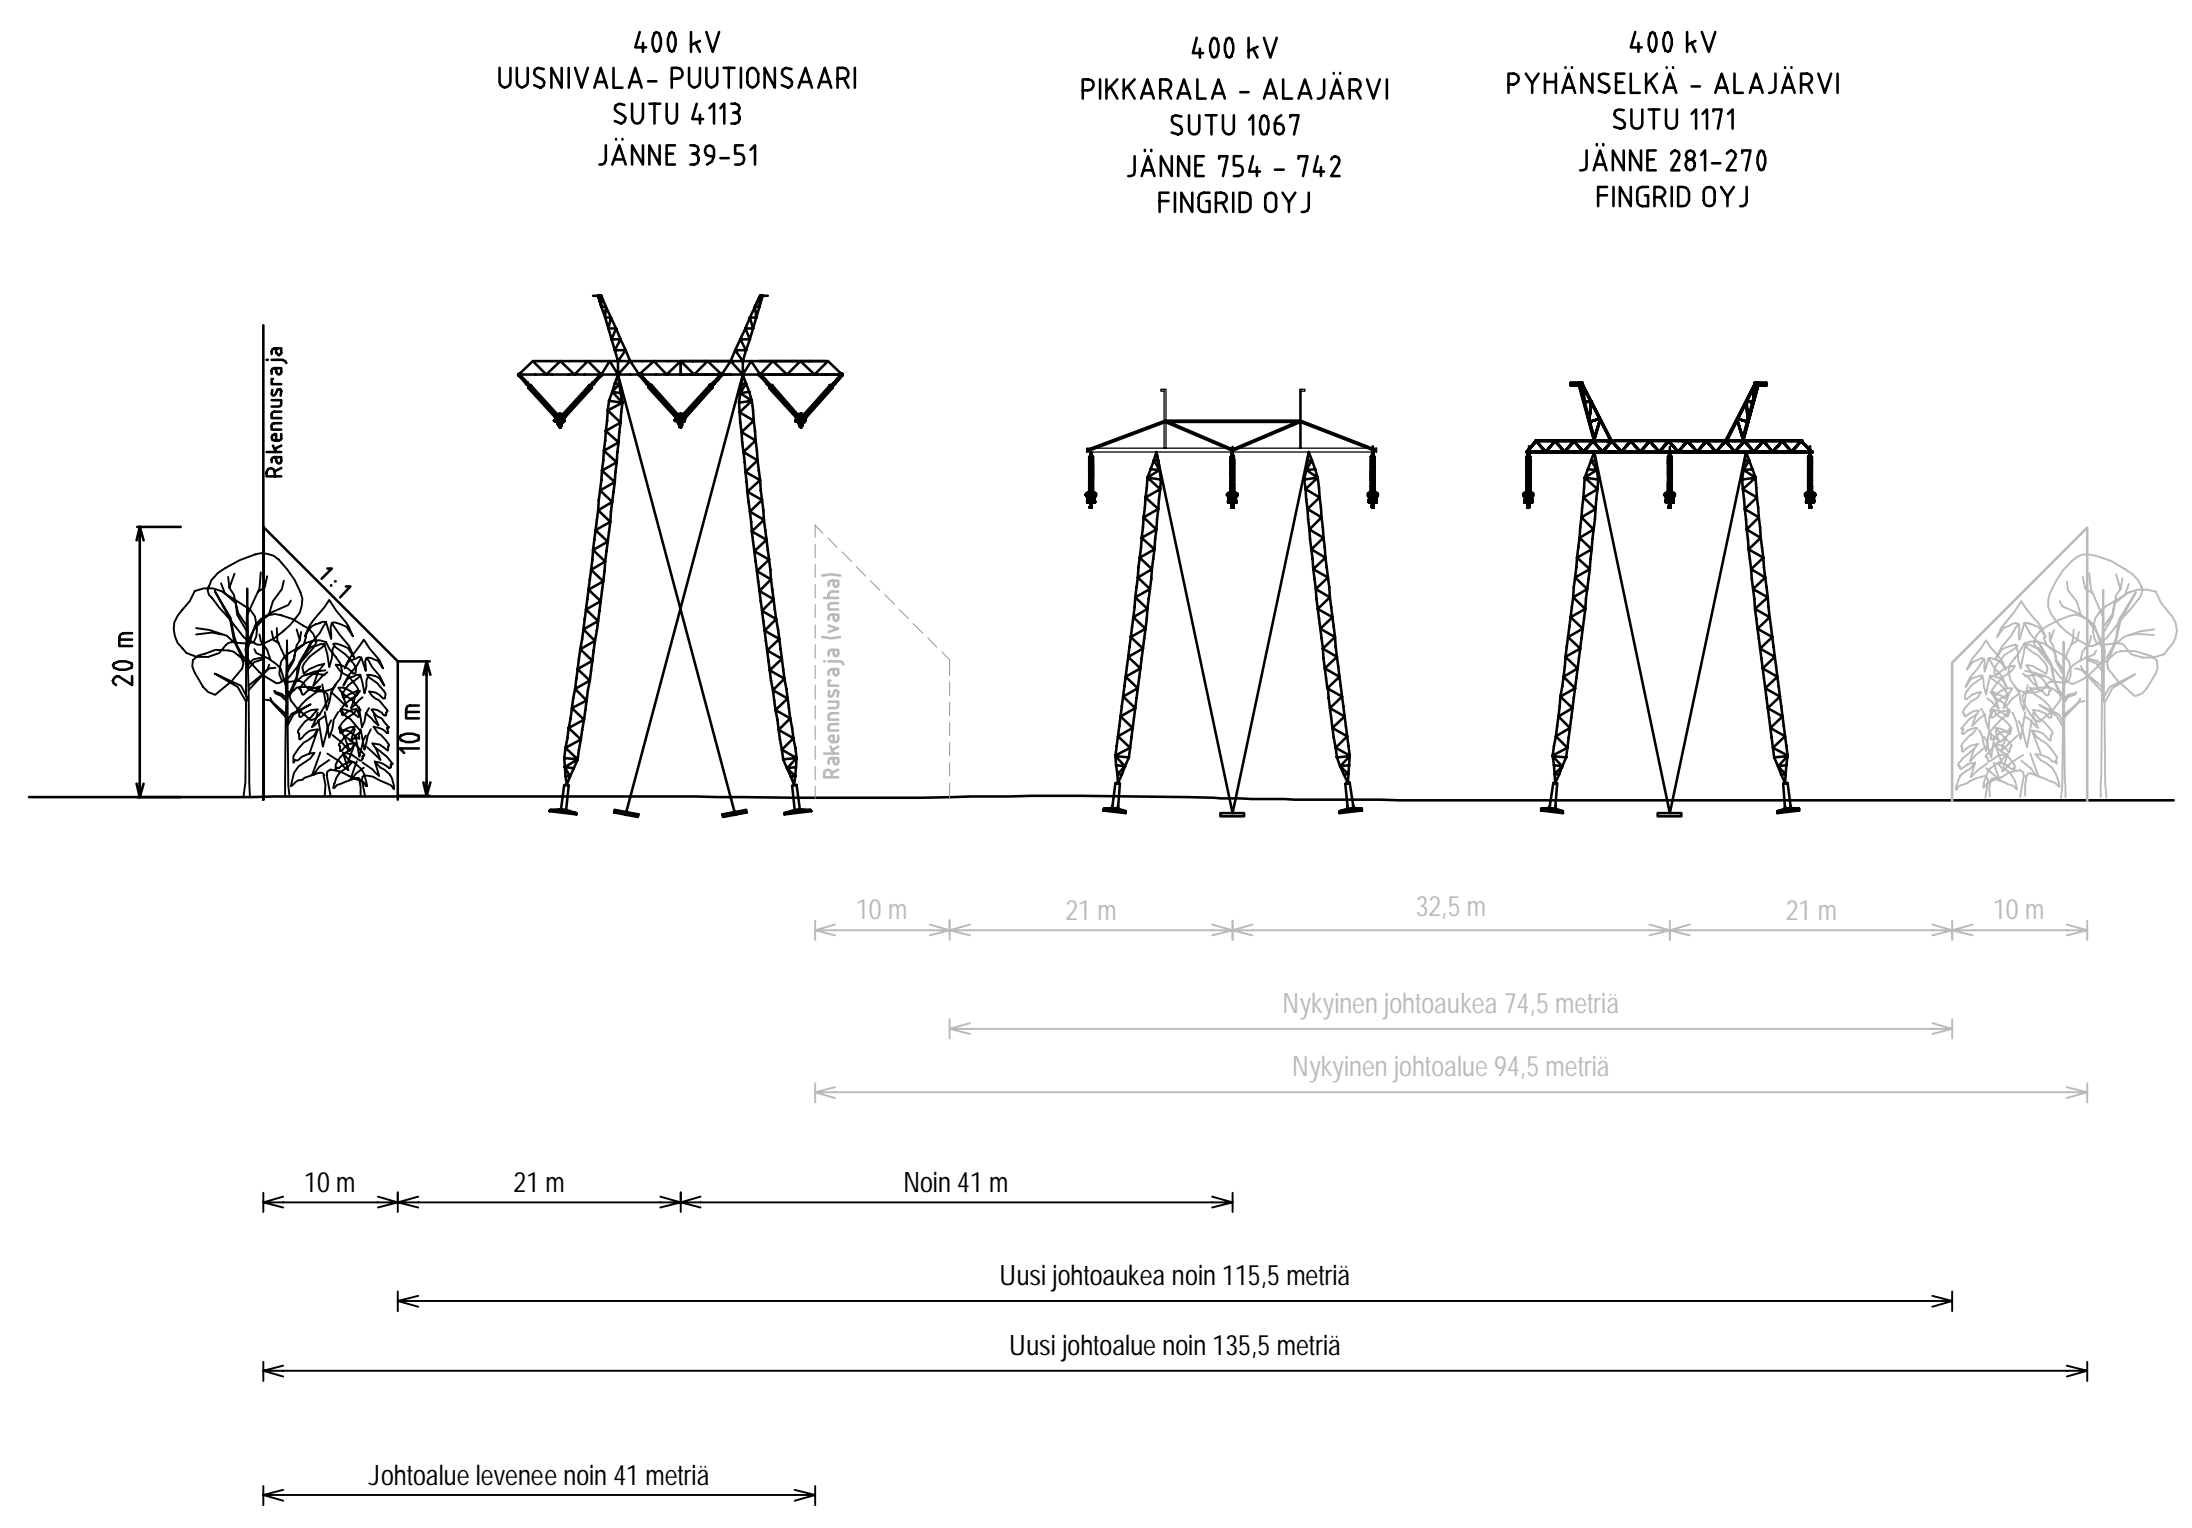 400 kV
UUSNIVALA- PUUTIONSAARI
SUTU 4113
JÄNNE 39-51
400 kV
PIKKARALA - ALAJÄRVI
SUTU 1067
JÄNNE 754 - 742
FINGRID OYJ
400 kV
PYHÄNSELKÄ - ALAJÄRVI
SUTU 1171
JÄNNE 281-270
FINGRID OYJ
Rakennusraja
1:1
20 m
10 m
Rakennusraja (vanha)
10 m
21 m
32,5 m
21 m
10 m
Nykyinen johtoaukea 74,5 metriä
Nykyinen johtoalue 94,5 metriä
10 m
21 m
Noin 41 m
Uusi johtoaukea noin 115,5 metriä
Uusi johtoalue noin 135,5 metriä
Johtoalue levenee noin 41 metriä